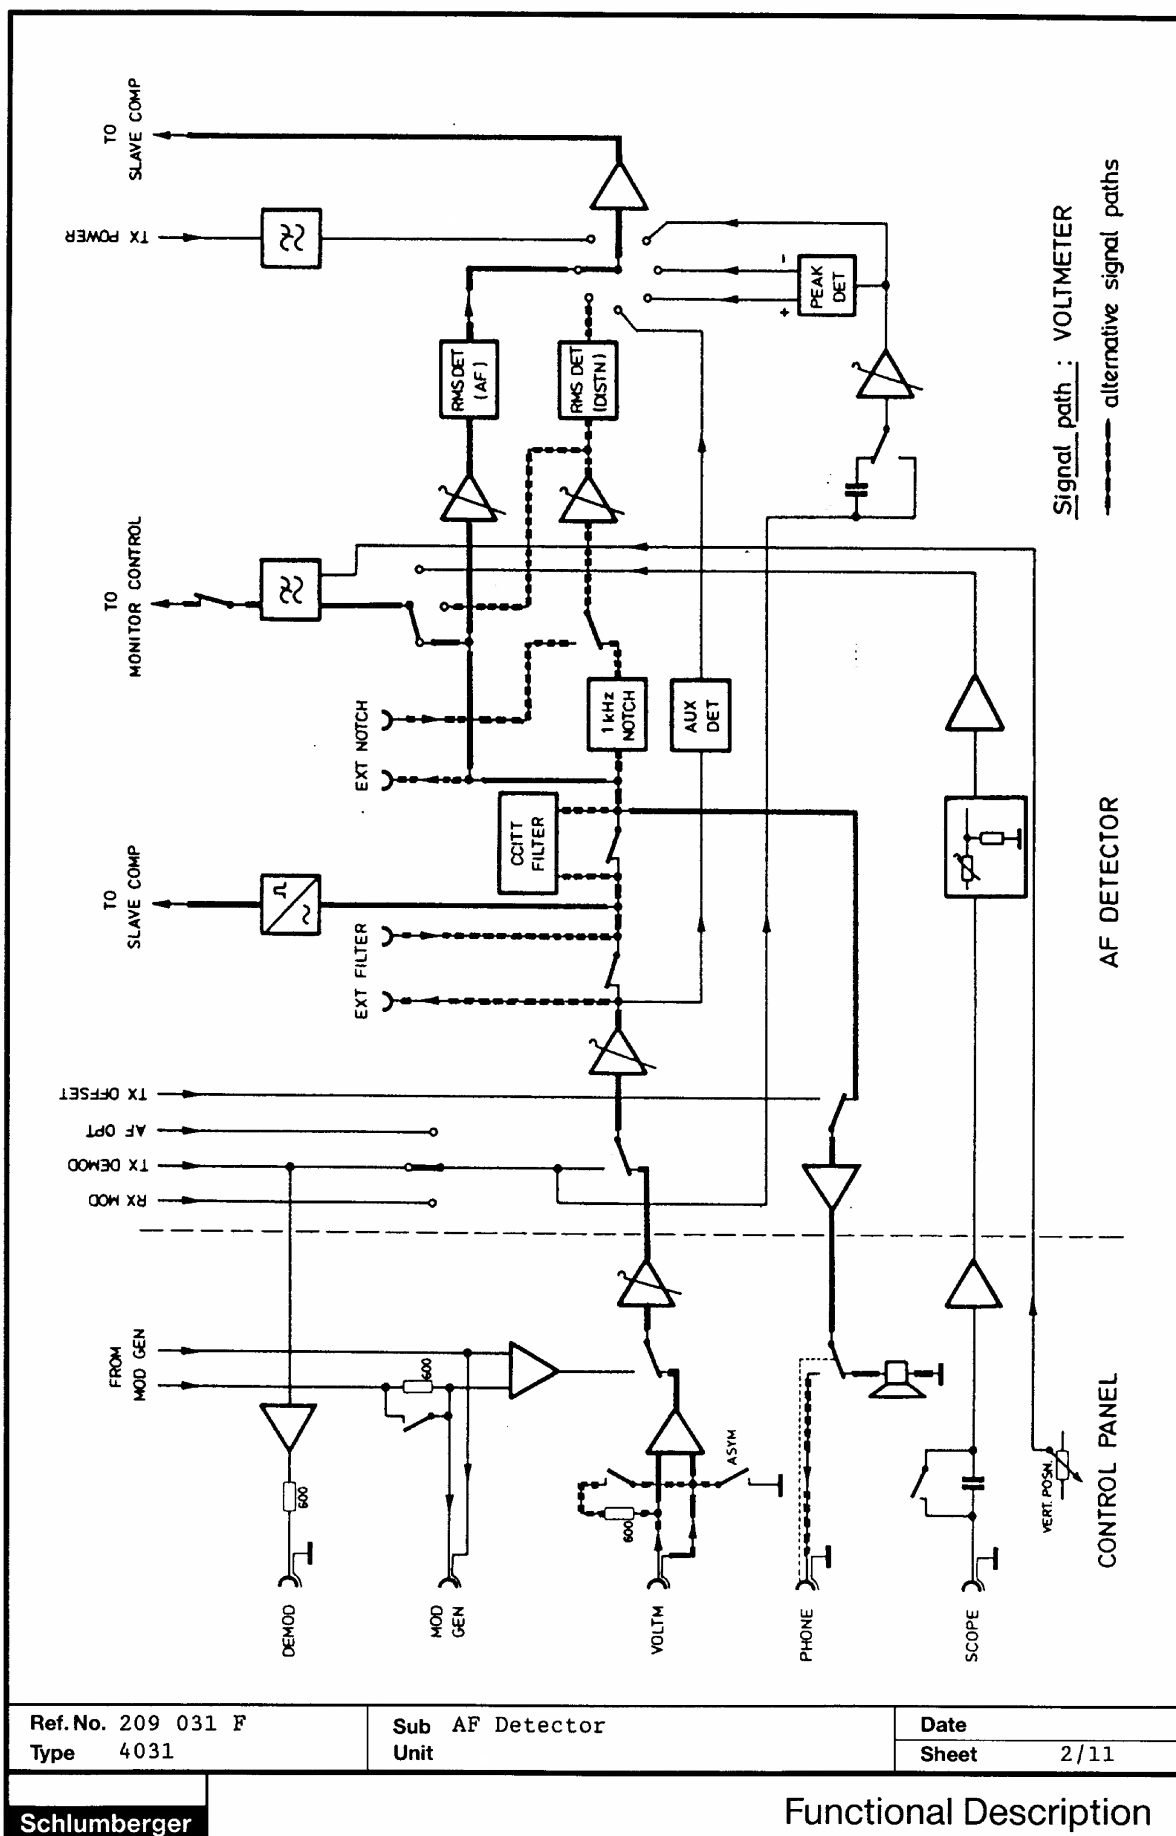 TO
SLAVE COMP
TX POWER
TO
MONITOR CONTROL
EXT NOTCH
EXT FILTER
TO
SLAVE COMP
TX OFFSET
AF OPT
TX DEMOD
RX MOD
FROM
MOD GEN
RMS DET
(AF)
RMS DET
(DISTN)
PEAK
DET
+
-
1 kHz
NOTCH
AUX
DET
CCITT
FILTER
600
600
600
ASYM
VERT. POSN.
DEMOD
MOD
GEN
VOLTM
PHONE
SCOPE
CONTROL PANEL
AF DETECTOR
Signal path : VOLTMETER
alternative signal paths
Ref. No. 209 031 F
Type 4031
Sub AF Detector
Unit
Date
Sheet 2/11
Schlumberger
Functional Description